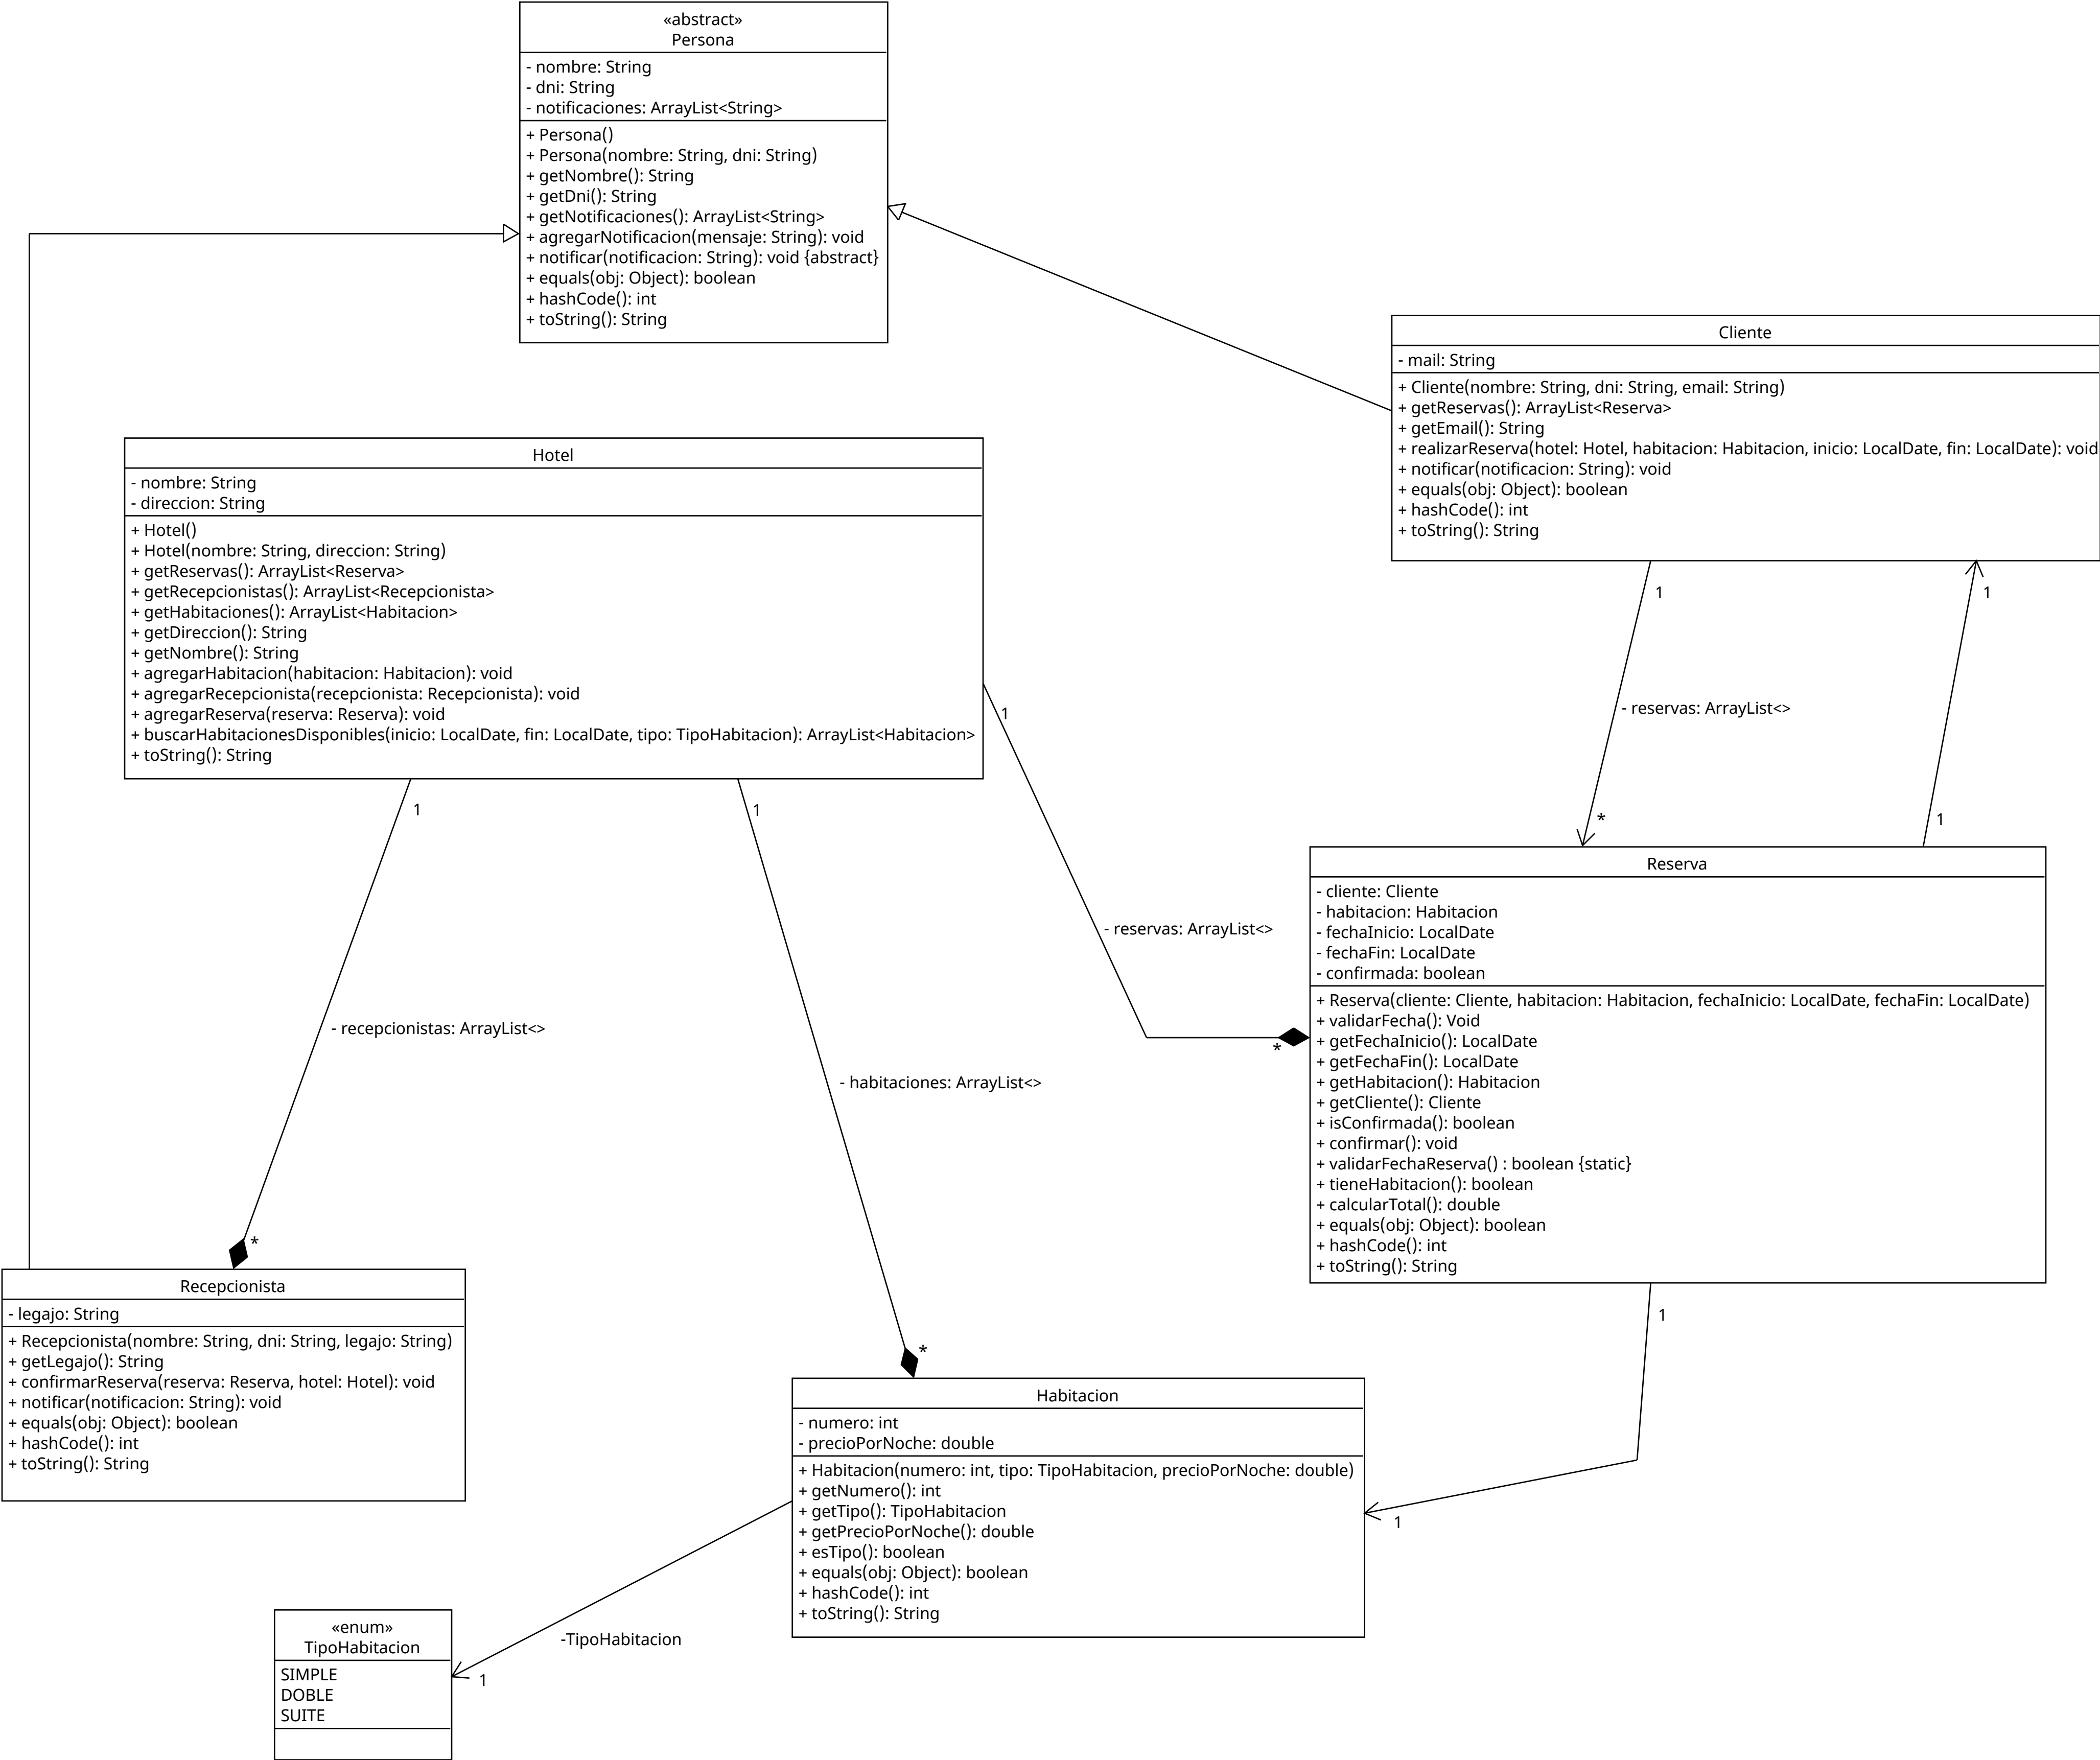 «abstract»
Persona
- nombre: String
- dni: String
- notificaciones: ArrayList<String>
+ Persona()
+ Persona(nombre: String, dni: String)
+ getNombre(): String
+ getDni(): String
+ getNotificaciones(): ArrayList<String>
+ agregarNotificacion(mensaje: String): void
+ notificar(notificacion: String): void {abstract}
+ equals(obj: Object): boolean
+ hashCode(): int
+ toString(): String
Cliente
- mail: String
+ Cliente(nombre: String, dni: String, email: String)
+ getReservas(): ArrayList<Reserva>
+ getEmail(): String
+ realizarReserva(hotel: Hotel, habitacion: Habitacion, inicio: LocalDate, fin: LocalDate): void
+ notificar(notificacion: String): void
+ equals(obj: Object): boolean
+ hashCode(): int
+ toString(): String
Hotel
- nombre: String
- direccion: String
+ Hotel()
+ Hotel(nombre: String, direccion: String)
+ getReservas(): ArrayList<Reserva>
+ getRecepcionistas(): ArrayList<Recepcionista>
+ getHabitaciones(): ArrayList<Habitacion>
+ getDireccion(): String
+ getNombre(): String
+ agregarHabitacion(habitacion: Habitacion): void
+ agregarRecepcionista(recepcionista: Recepcionista): void
+ agregarReserva(reserva: Reserva): void
+ buscarHabitacionesDisponibles(inicio: LocalDate, fin: LocalDate, tipo: TipoHabitacion): ArrayList<Habitacion>
+ toString(): String
1
1
- reservas: ArrayList<>
1
1
1
*
1
- reservas: ArrayList<>
*
- recepcionistas: ArrayList<>
*
- habitaciones: ArrayList<>
*
Reserva
- cliente: Cliente
- habitacion: Habitacion
- fechaInicio: LocalDate
- fechaFin: LocalDate
- confirmada: boolean
+ Reserva(cliente: Cliente, habitacion: Habitacion, fechaInicio: LocalDate, fechaFin: LocalDate)
+ validarFecha(): Void
+ getFechaInicio(): LocalDate
+ getFechaFin(): LocalDate
+ getHabitacion(): Habitacion
+ getCliente(): Cliente
+ isConfirmada(): boolean
+ confirmar(): void
+ validarFechaReserva() : boolean {static}
+ tieneHabitacion(): boolean
+ calcularTotal(): double
+ equals(obj: Object): boolean
+ hashCode(): int
+ toString(): String
1
1
Recepcionista
- legajo: String
+ Recepcionista(nombre: String, dni: String, legajo: String)
+ getLegajo(): String
+ confirmarReserva(reserva: Reserva, hotel: Hotel): void
+ notificar(notificacion: String): void
+ equals(obj: Object): boolean
+ hashCode(): int
+ toString(): String
Habitacion
- numero: int
- precioPorNoche: double
+ Habitacion(numero: int, tipo: TipoHabitacion, precioPorNoche: double)
+ getNumero(): int
+ getTipo(): TipoHabitacion
+ getPrecioPorNoche(): double
+ esTipo(): boolean
+ equals(obj: Object): boolean
+ hashCode(): int
+ toString(): String
-TipoHabitacion
1
«enum»
TipoHabitacion
SIMPLE
DOBLE
SUITE